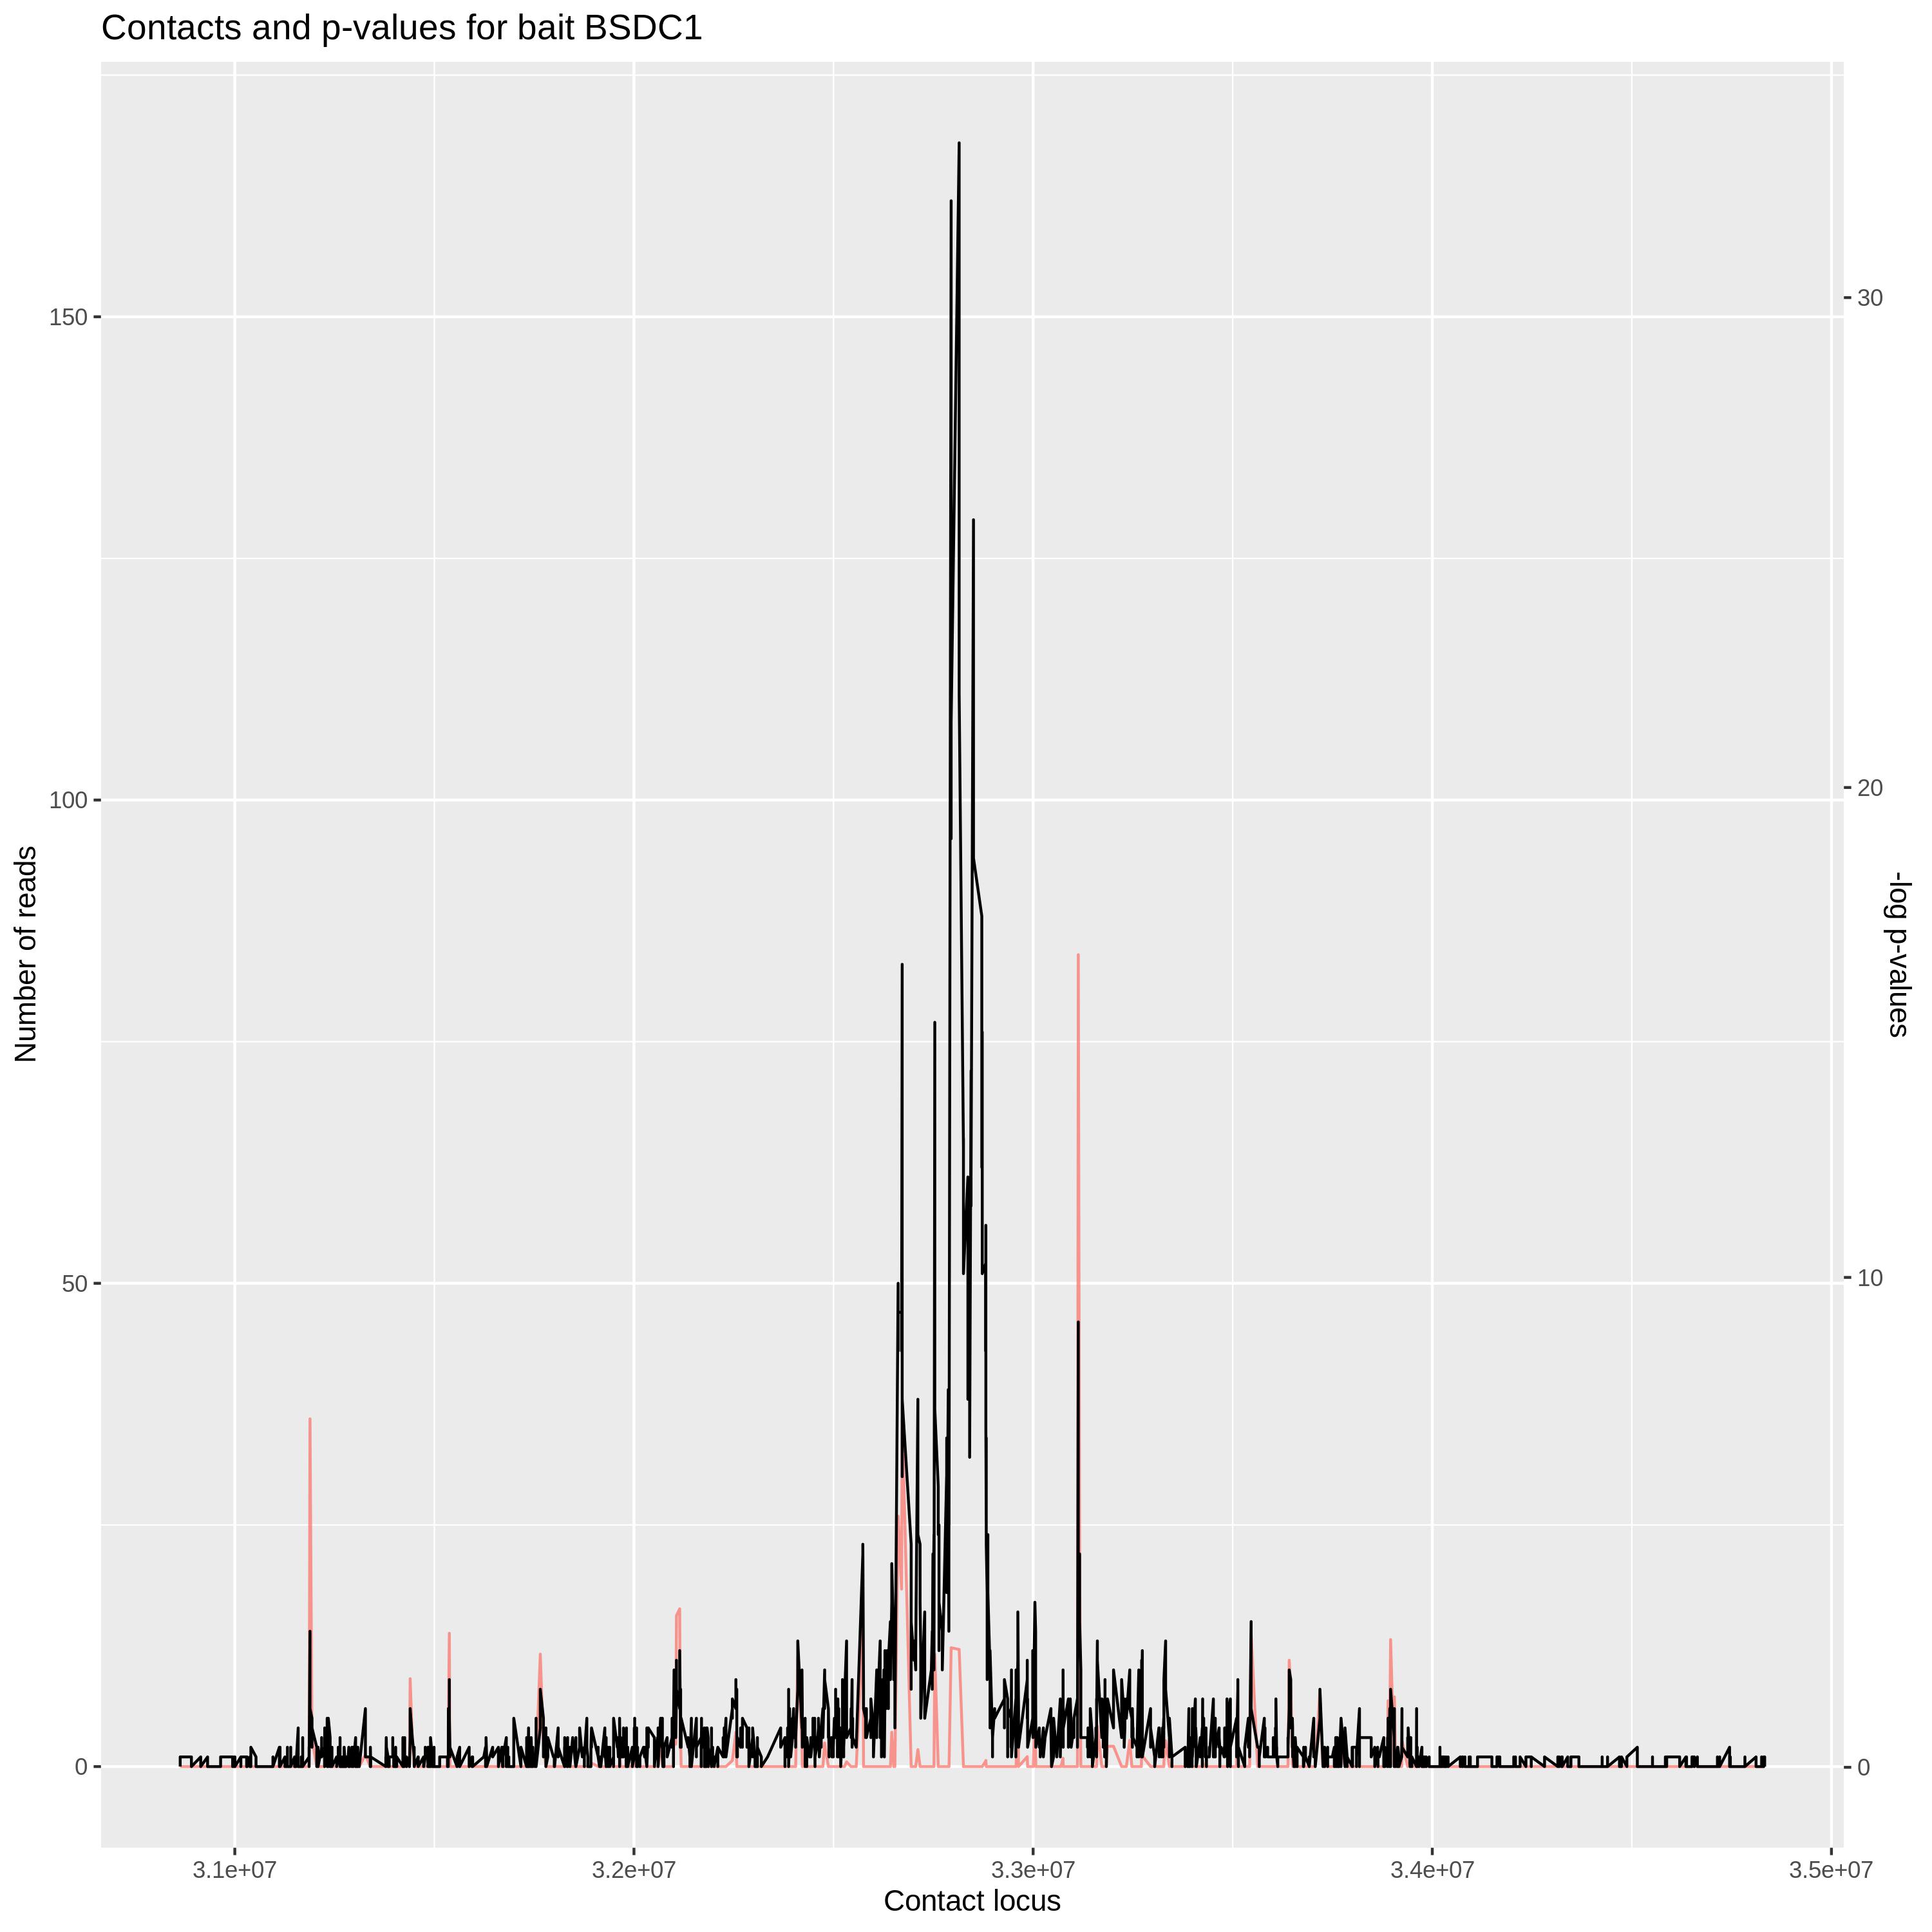 Contacts and p-values for bait BSDC1
150
100
50
0
Number of reads
30
20
10
0
-log p-values
3.1e+07 3.2e+07 3.3e+07 3.4e+07 3.5e+07
Contact locus